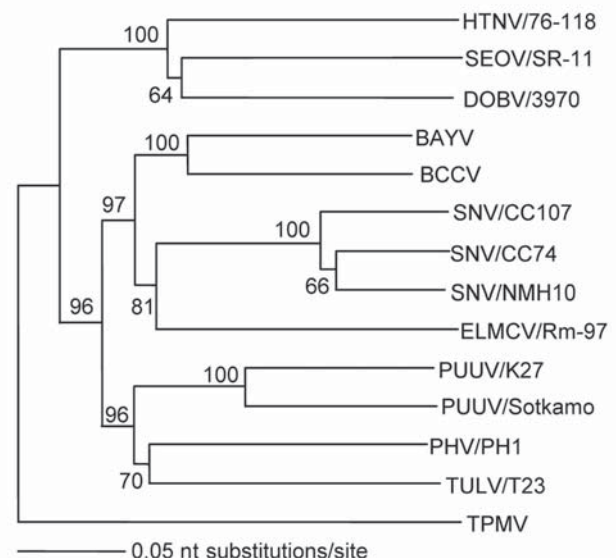 HTNV/76-118
100
SEOV/SR-11
64
DOBV/3970
BAYV
100
BCCV
97
SNV/CC107
100
SNV/CC74
66
SNV/NMH10
96
81
ELMCV/Rm-97
PUUV/K27
100
PUUV/Sotkamo
96
PHV/PH1
70
TULV/T23
TPMV
0.05 nt substitutions/site